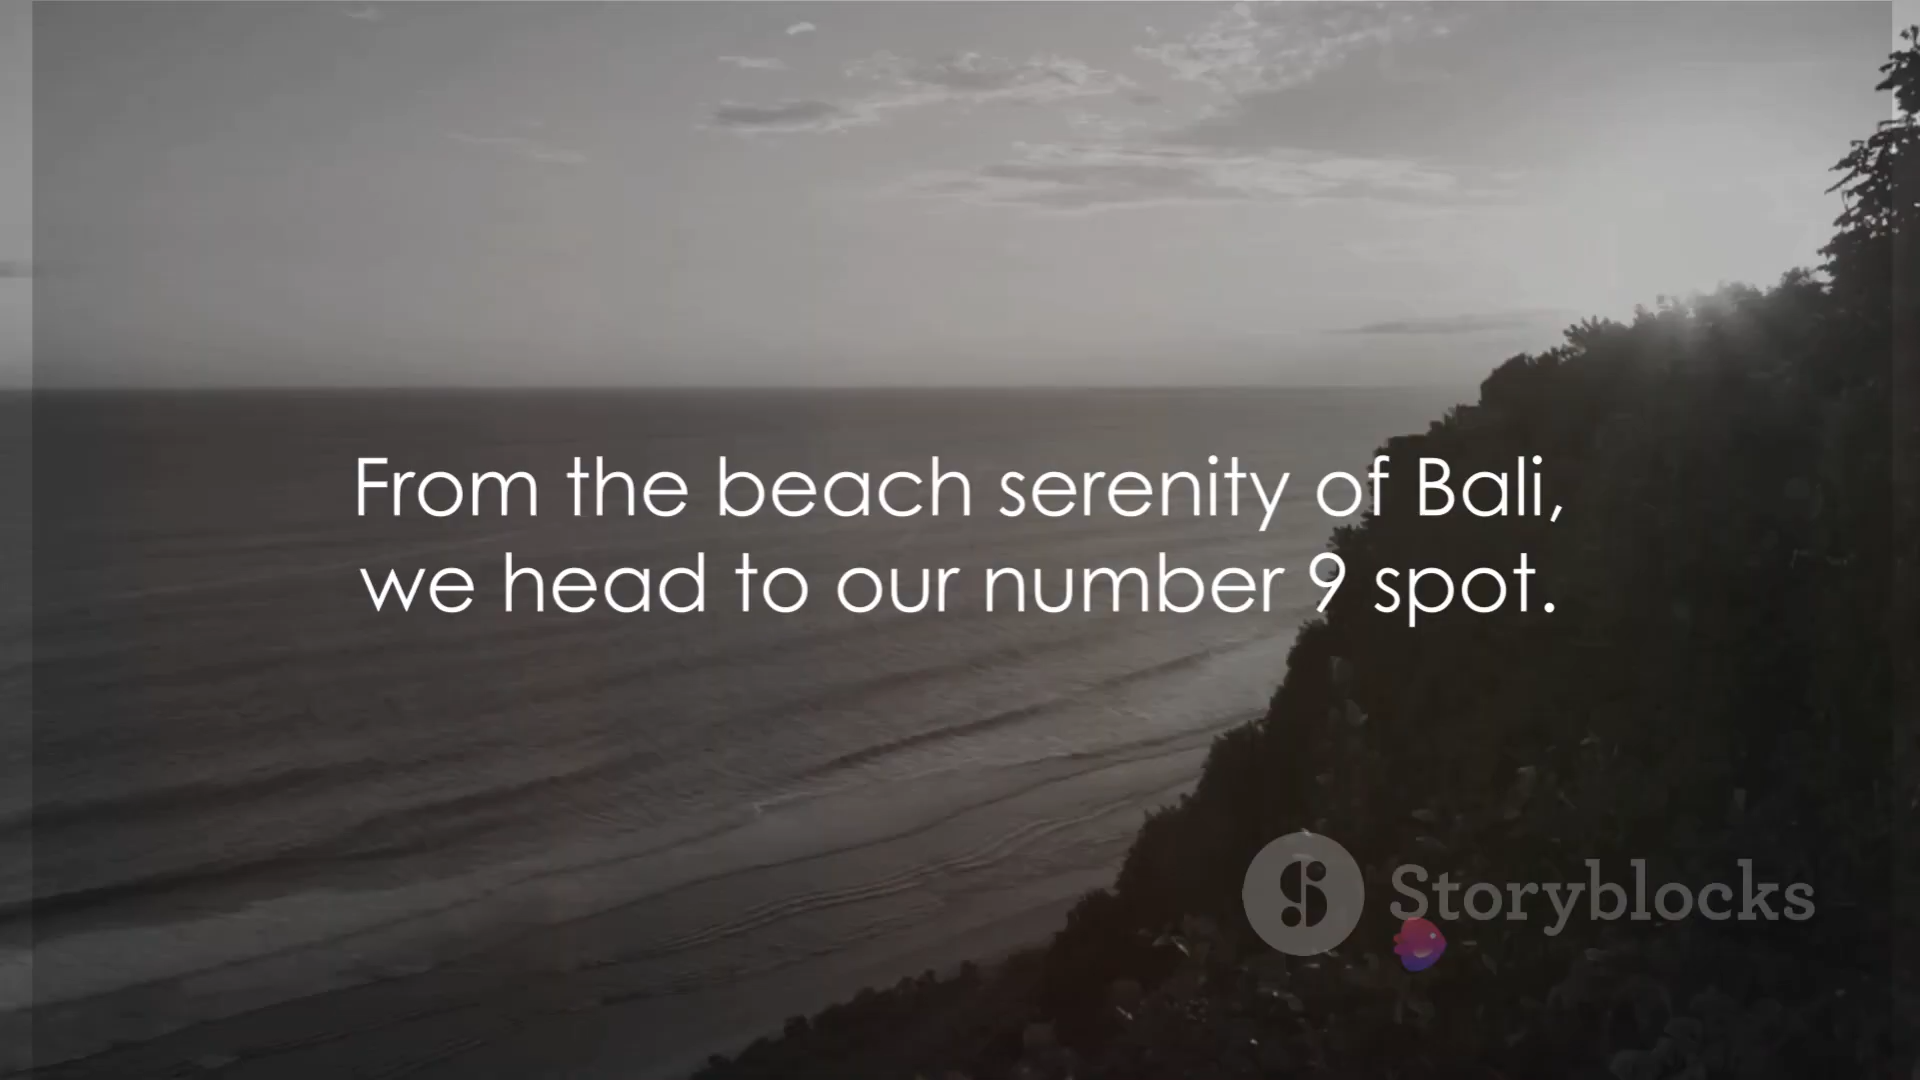 From the beach serenity of Bali,
we head to our number 9 spot.
Storyblocks